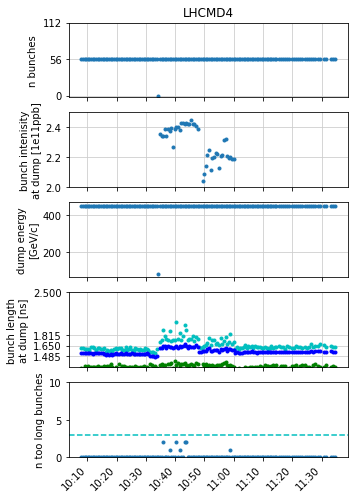 LHCMD4
112
56
0
n bunches
2.4
2.2
2.0
bunch intenisity
at dump [1e11ppb]
400
200
dump energy
[GeV/c]
2.500
1.815
1.650
1.485
bunch length
at dump [ns]
10
5
0
n too long bunches
10:10
10:20
10:30
10:40
10:50
11:00
11:10
11:20
11:30